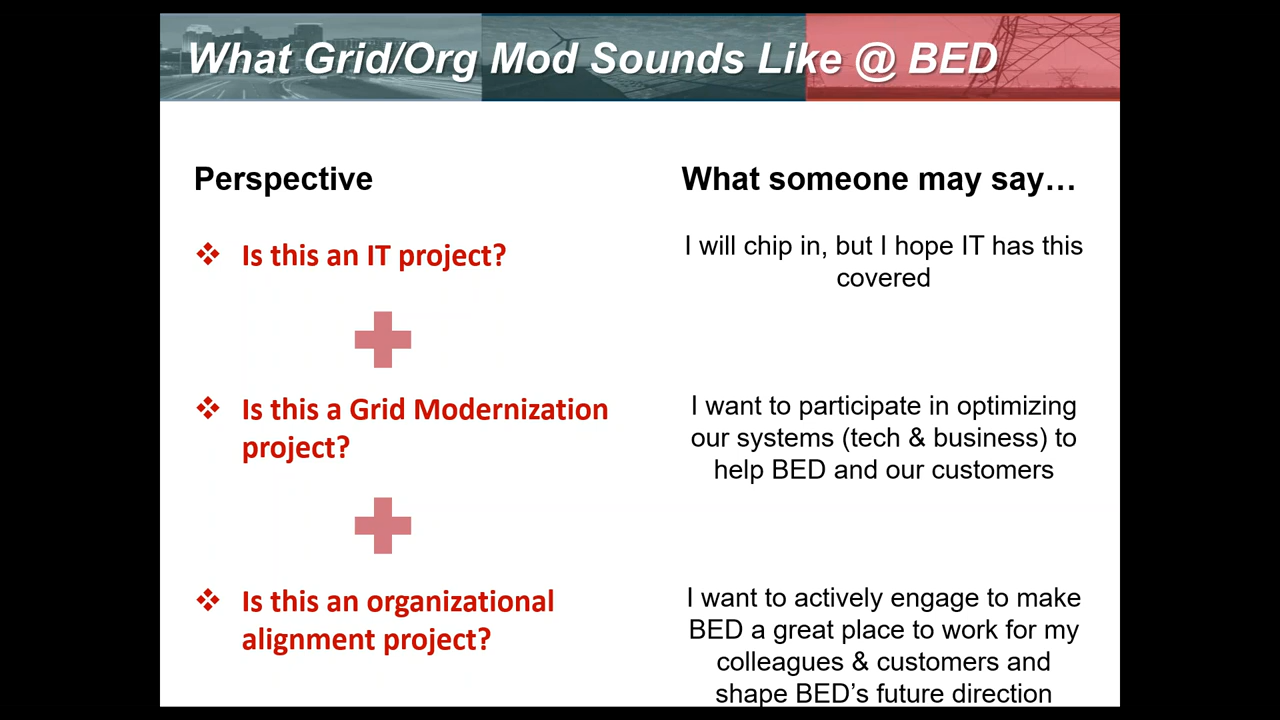 What Grid/Org Mod Sounds Like @ BED
Perspective
What someone may say…
❖ Is this an IT project?
I will chip in, but I hope IT has this
covered
❖ Is this a Grid Modernization
project?
I want to participate in optimizing
our systems (tech & business) to
help BED and our customers
❖ Is this an organizational
alignment project?
I want to actively engage to make
BED a great place to work for my
colleagues & customers and
shape BED’s future direction